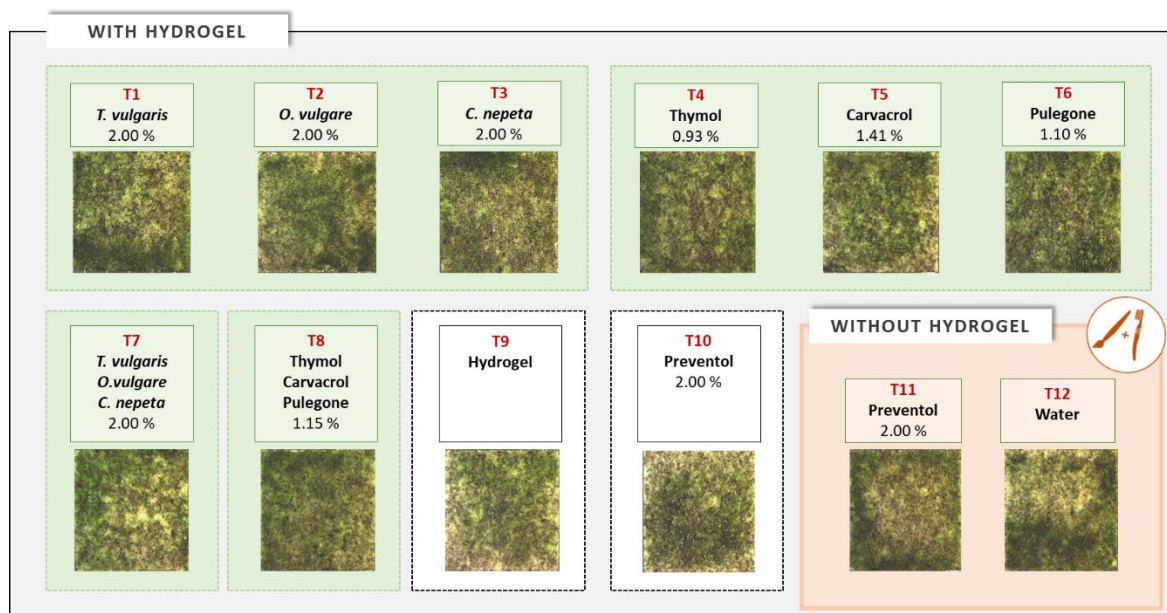 WITH HYDROGEL
T1
T. vulgaris
2.00 %
T2
O. vulgare
2.00 %
T3
C. nepeta
2.00 %
T4
Thymol
0.93 %
T5
Carvacrol
1.41 %
T6
Pulegone
1.10 %
T7
T. vulgaris
O.vulgare
C. nepeta
2.00 %
T8
Thymol
Carvacrol
Pulegone
1.15 %
T9
Hydrogel
T10
Preventol
2.00 %
WITHOUT HYDROGEL
+
T11
Preventol
2.00 %
T12
Water